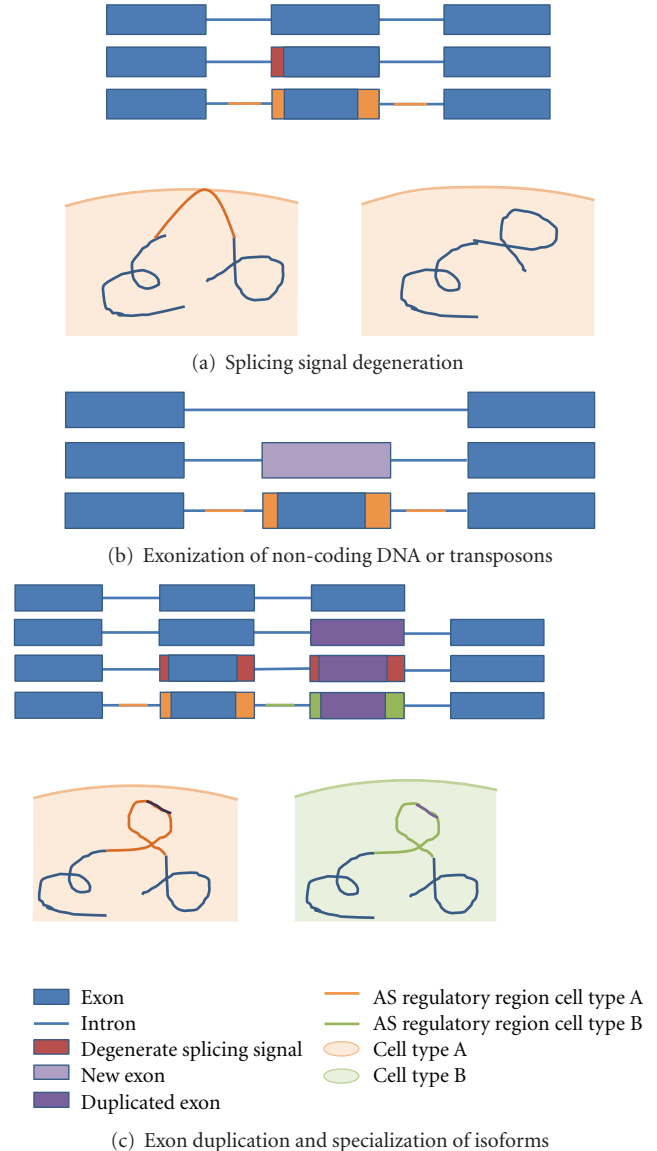 (a) Splicing signal degeneration
(b) Exonization of non-coding DNA or transposons
Exon
Intron
Degenerate splicing signal
New exon
Duplicated exon
AS regulatory region cell type A
AS regulatory region cell type B
Cell type A
Cell type B
(c) Exon duplication and specialization of isoforms